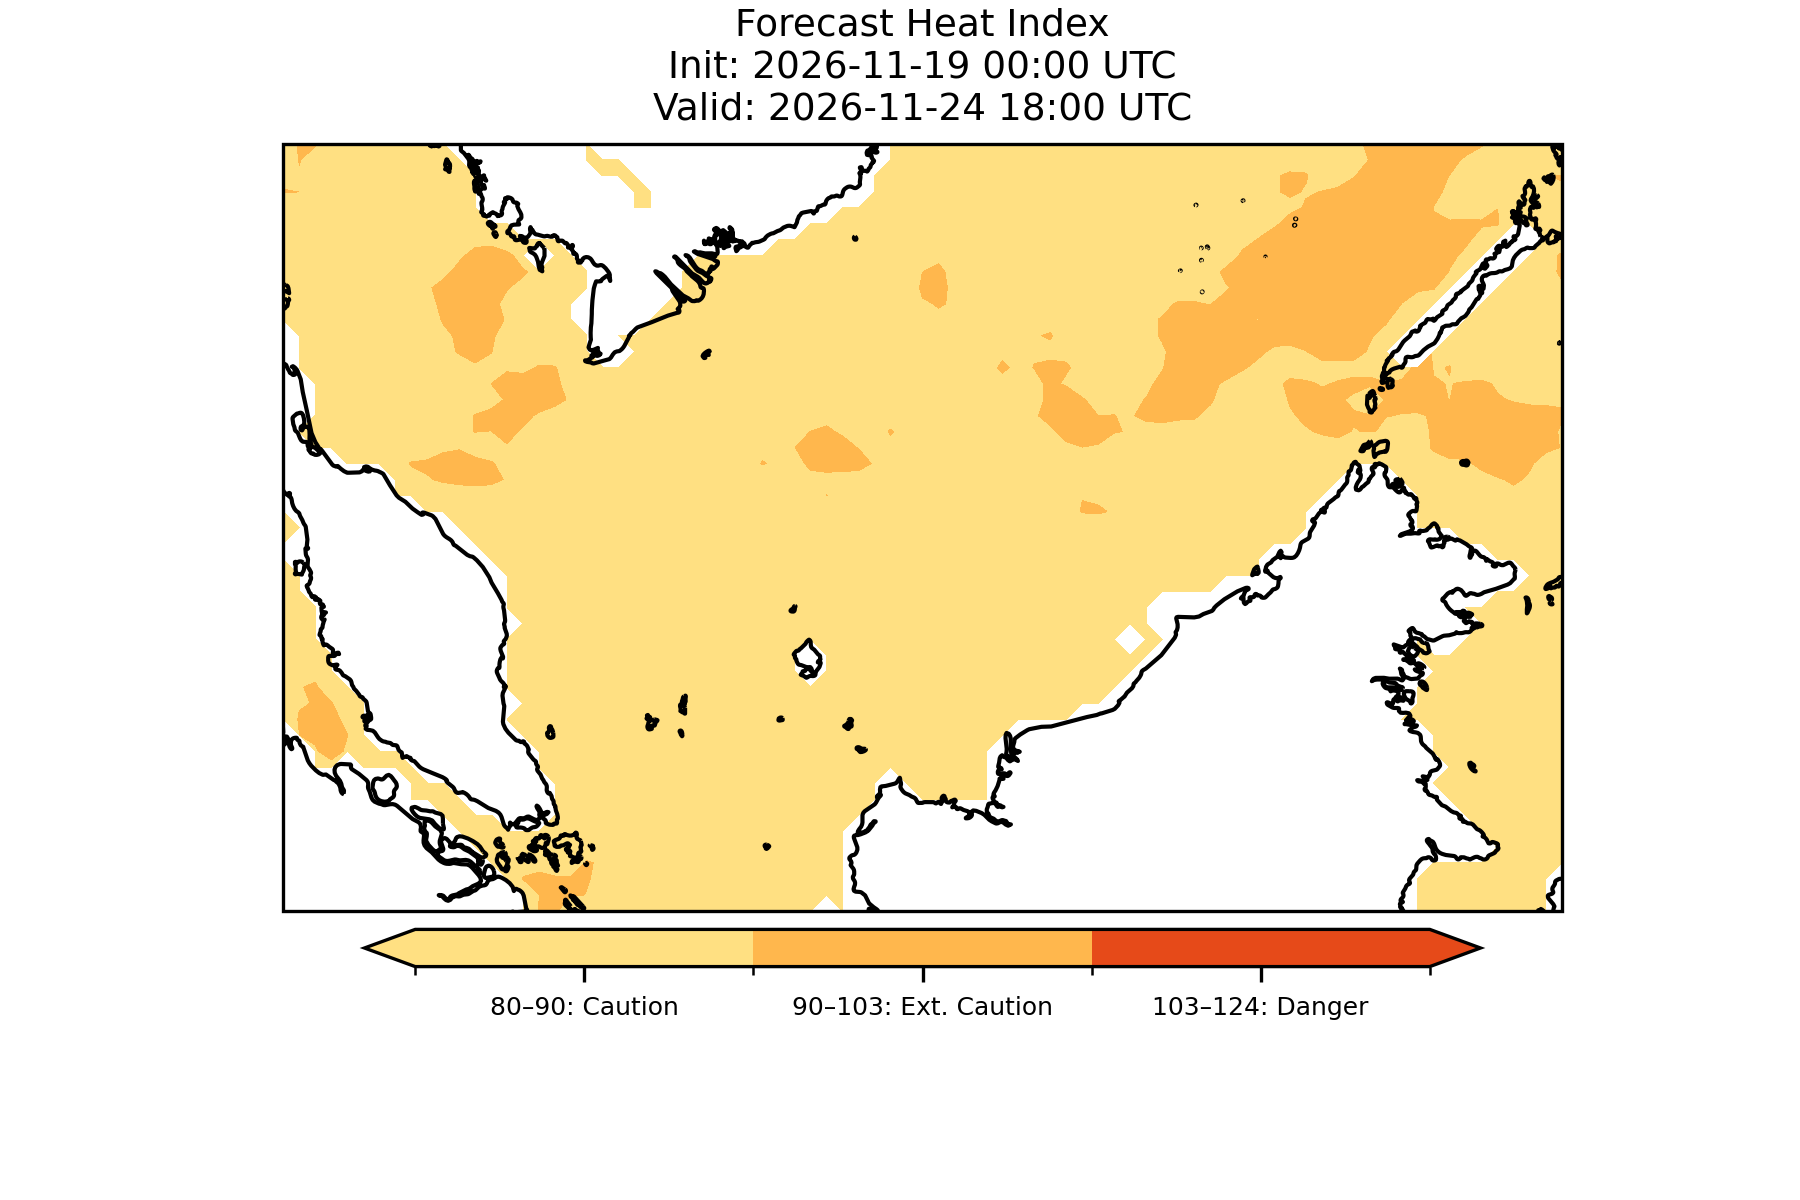 Forecast Heat Index
Init: 2026-11-19 00:00 UTC
Valid: 2026-11-24 18:00 UTC
80–90: Caution
90–103: Ext. Caution
103–124: Danger